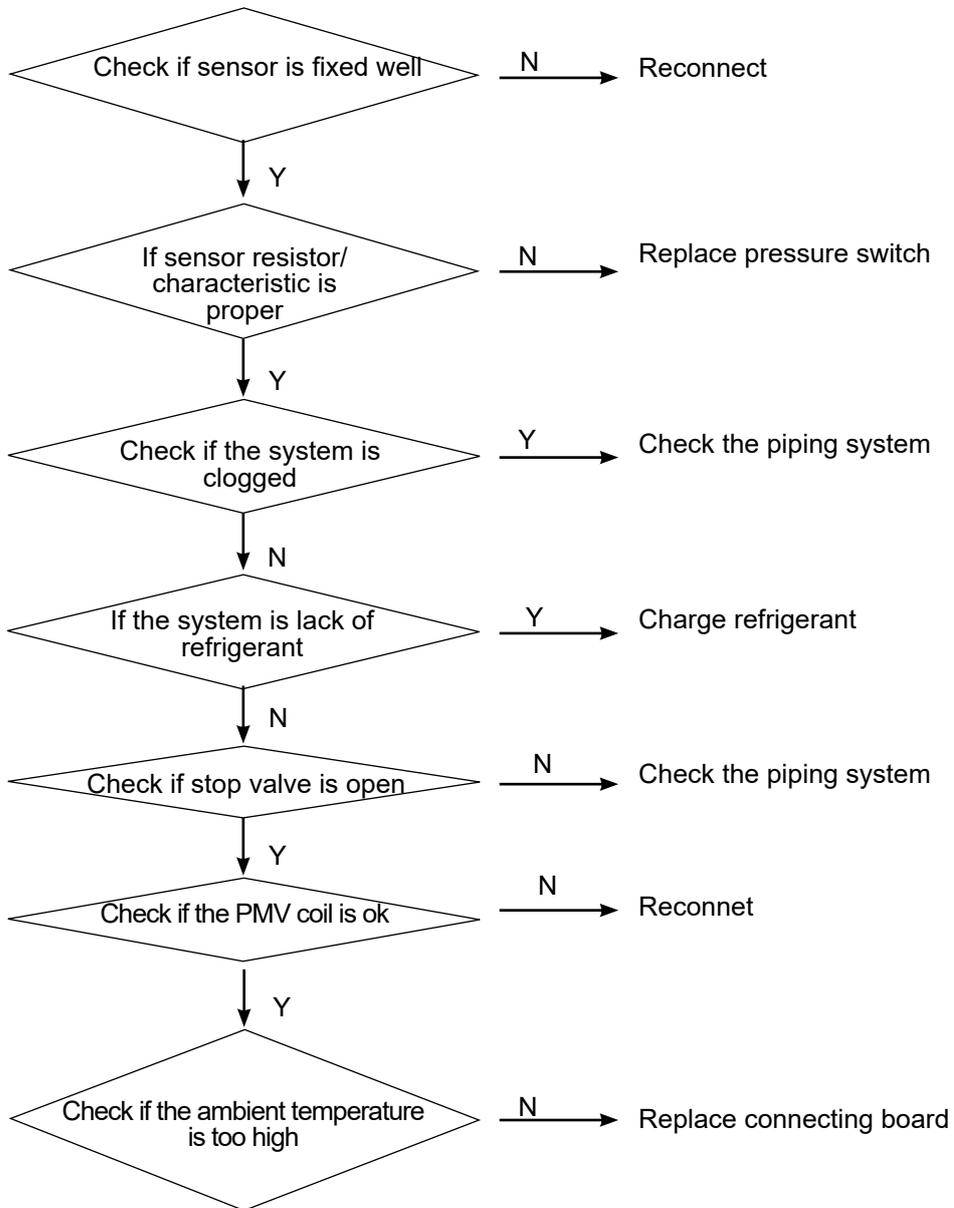 Check if sensor is fixed well
N
Reconnect
Y
If sensor resistor/
characteristic is
proper
N
Replace pressure switch
Y
Check if the system is
clogged
Y
Check the piping system
N
If the system is lack of
refrigerant
Y
Charge refrigerant
N
Check if stop valve is open
N
Check the piping system
Y
Check if the PMV coil is ok
N
Reconnet
Y
Check if the ambient temperature
is too high
N
Replace connecting board